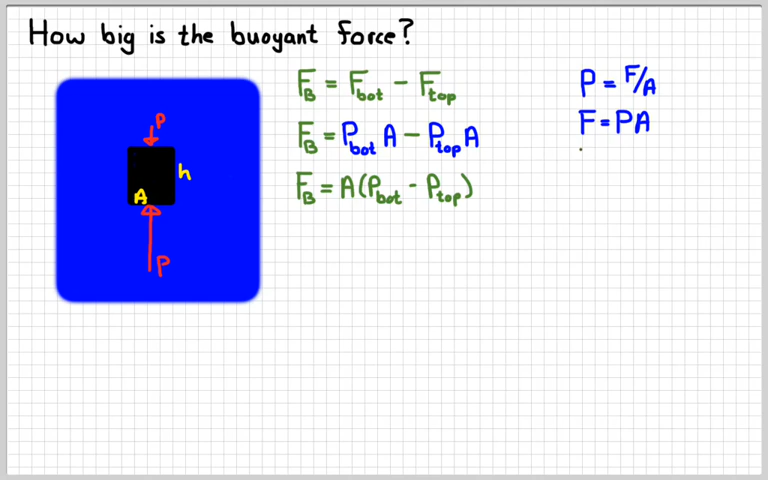 How big is the buoyant force?
F_B = F_bot - F_top
F_B = P_bot A - P_top A
F_B = A(P_bot - P_top)
P = F/A
F = PA
P
h
A
P